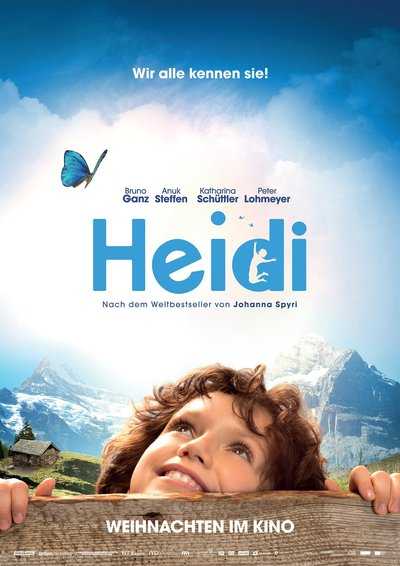 Wir alle kennen sie!
Bruno Anuk Katharina Peter
Ganz Steffen Schüttler Lohmeyer
Heidi
Nach dem Weltbestseller von Johanna Spyri
WEIHNACHTEN IM KINO